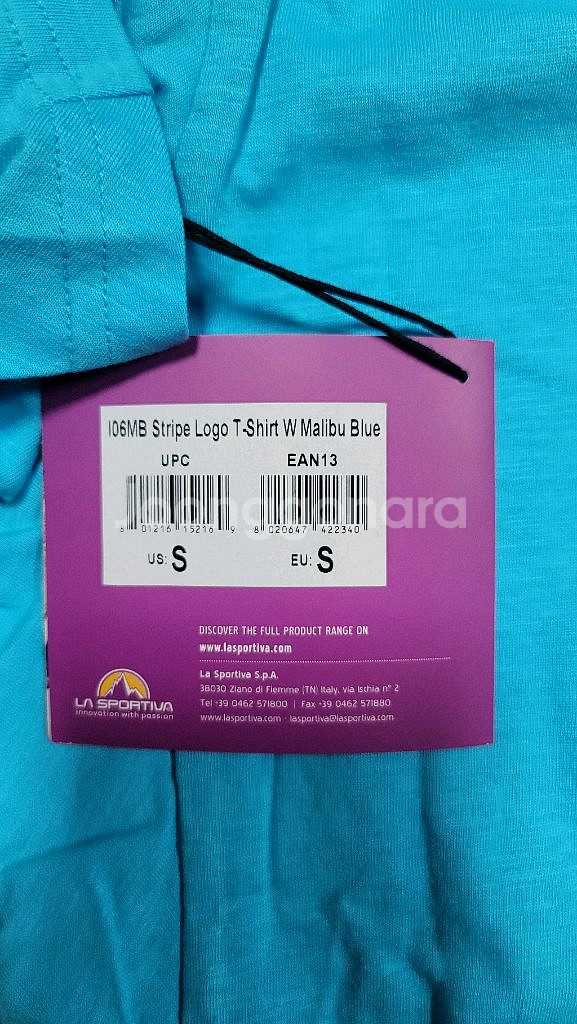 I06MB Stripe Logo T-Shirt W Malibu Blue
UPC EAN13
joonggonara
8 01216 15216 9 8 020647 422340
US: S EU: S
DISCOVER THE FULL PRODUCT RANGE ON
www.lasportiva.com
La Sportiva S.p.A.
38030 Ziano di Fiemme (TN) Italy, via Ischia n° 2
Tel +39 0462 571800 | Fax +39 0462 571880
www.lasportiva.com - lasportiva@lasportiva.com
LA SPORTIVA
innovation with passion